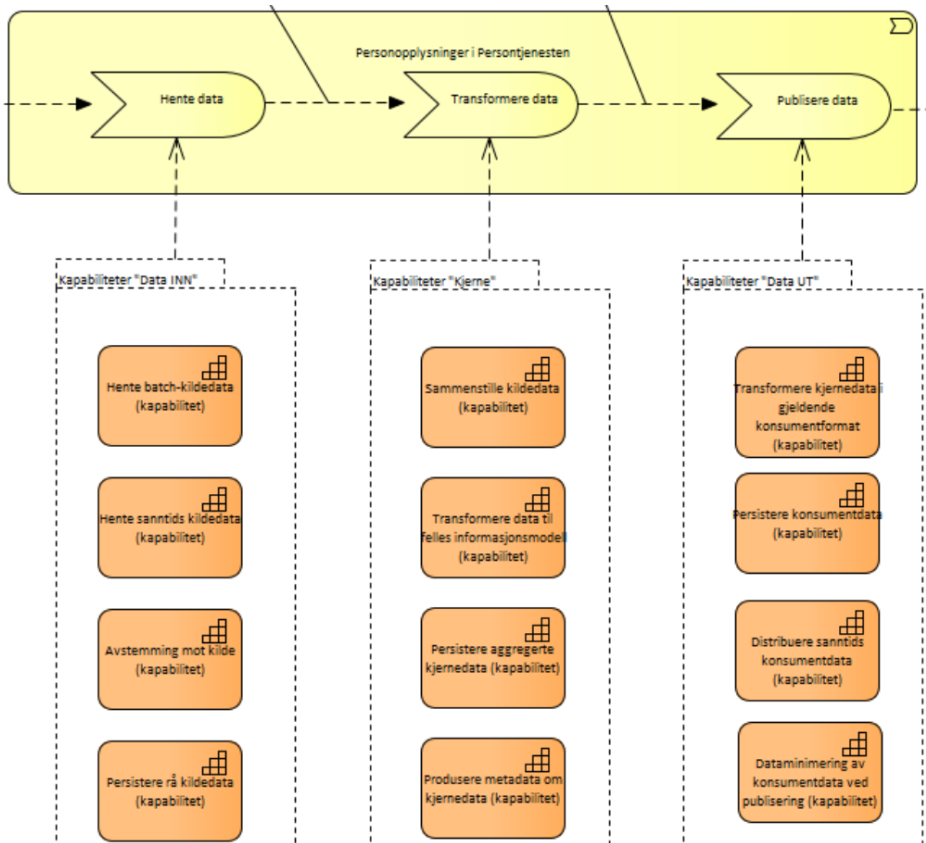 Personopplysninger i Persontjenesten
Hente data
Transformere data
Publisere data
Kapabiliteter "Data INN"
Hente batch-kildedata
(kapabilitet)
Hente sanntids kildedata
(kapabilitet)
Avstemming mot kilde
(kapabilitet)
Persistere rå kildedata
(kapabilitet)
Kapabiliteter "Kjerne"
Sammenstille kildedata
(kapabilitet)
Transformere data til
felles informasjonsmodell
(kapabilitet)
Persistere aggregerte
kjernedata (kapabilitet)
Produsere metadata om
kjernedata (kapabilitet)
Kapabiliteter "Data UT"
Transformere kjernedata i
gjeldende
konsumentformat
(kapabilitet)
Persistere konsumentdata
(kapabilitet)
Distribuere sanntids
konsumentdata
(kapabilitet)
Dataminimering av
konsumentdata ved
publisering (kapabilitet)